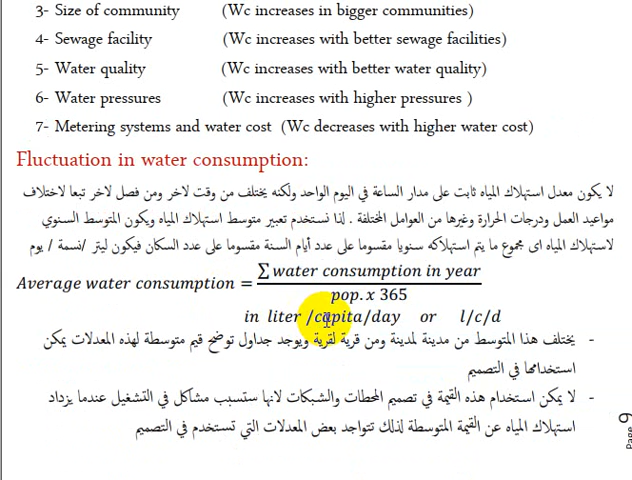 3- Size of community (Wc increases in bigger communities)
4- Sewage facility (Wc increases with better sewage facilities)
5- Water quality (Wc increases with better water quality)
6- Water pressures (Wc increases with higher pressures )
7- Metering systems and water cost (Wc decreases with higher water cost)
Fluctuation in water consumption:
لا يكون معدل استهلاك المياه ثابت على مدار الساعة في اليوم الواحد ولكنه يختلف من وقت لاخر ومن فصل لاخر تبعا لاختلاف
مواعيد العمل ودرجات الحرارة وغيرها من العوامل المختلفة . لذا نستخدم تعبير متوسط استهلاك المياه ويكون المتوسط السنوي
لاستهلاك المياه اى مجموع ما يتم استهلاكه سنويا مقسوما على عدد أيام السنة مقسوما على عدد السكان فيكون ليتر /نسمة / يوم
Average water consumption = ∑ water consumption in year / pop. x 365
in liter /capita/day or l/c/d
- يختلف هذا المتوسط من مدينة لمدينة ومن قرية لقرية ويوجد جداول توضح قيم متوسطة لهذه المعدلات يمكن
استخدامها في التصميم
- لا يمكن استخدام هذه القيمة في تصميم المحطات والشبكات لانها ستسبب مشاكل في التشغيل عندما يزداد
استهلاك المياه عن القيمة المتوسطة لذلك تتواجد بعض المعدلات التي تستخدم في التصميم
Page 9